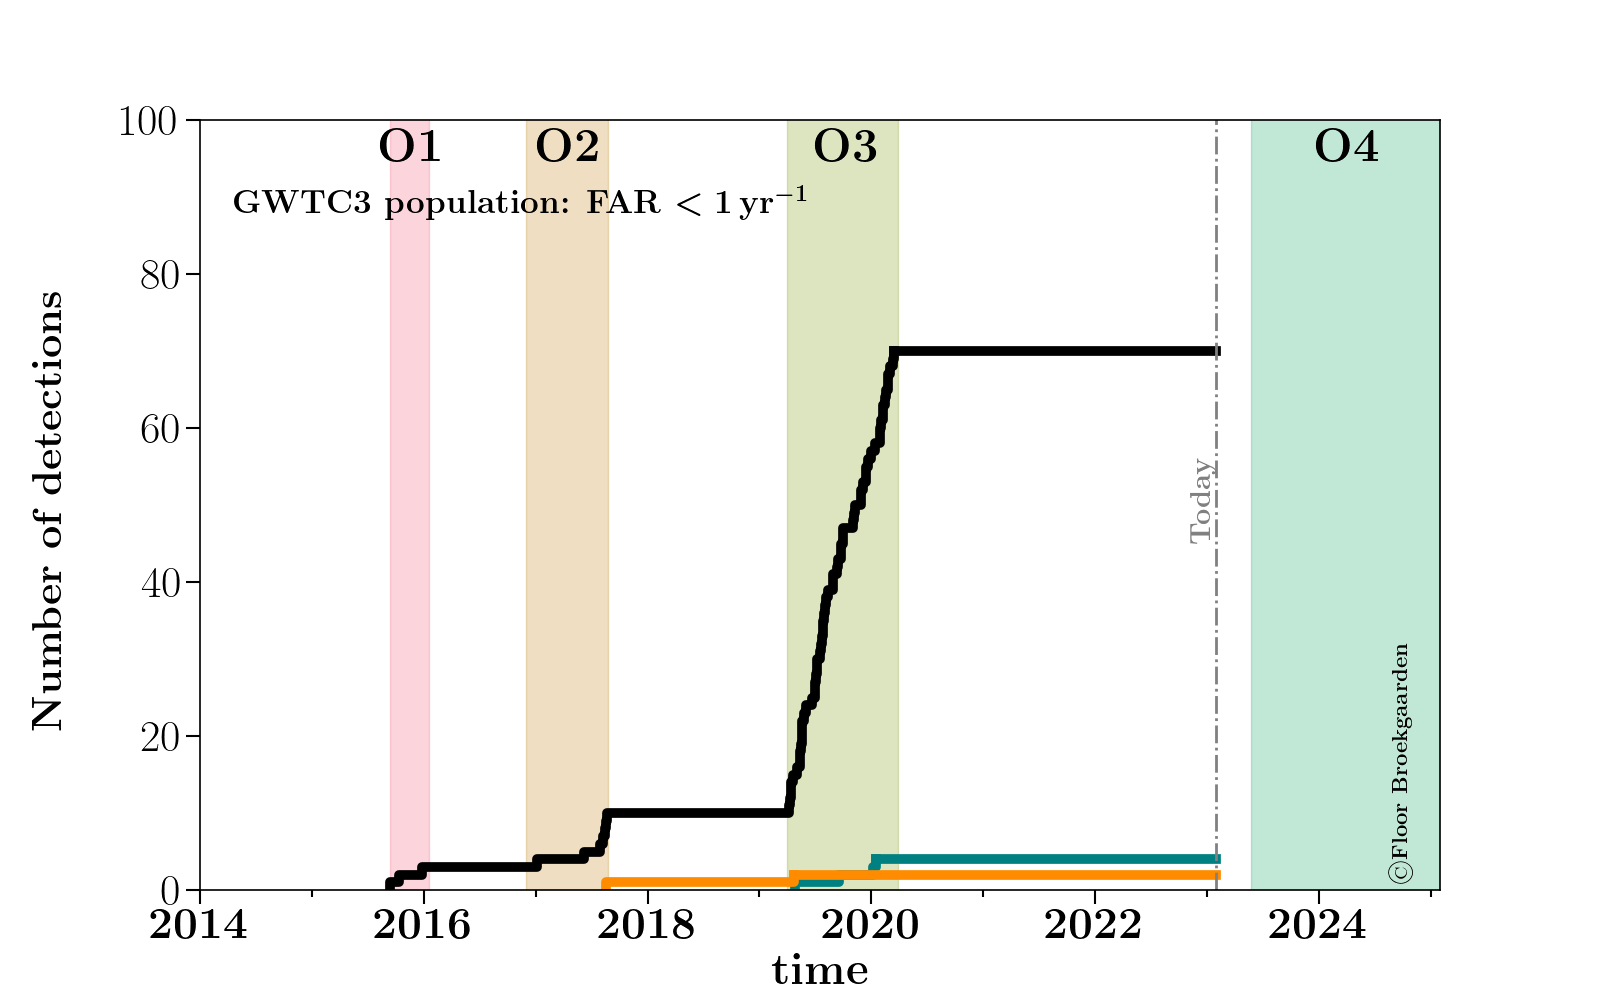 O1 O2 O3 O4
GWTC3 population: FAR < 1 yr⁻¹
100
80
60
40
20
0
Number of detections
Today
©Floor Broekgaarden
2014 2016 2018 2020 2022 2024
time